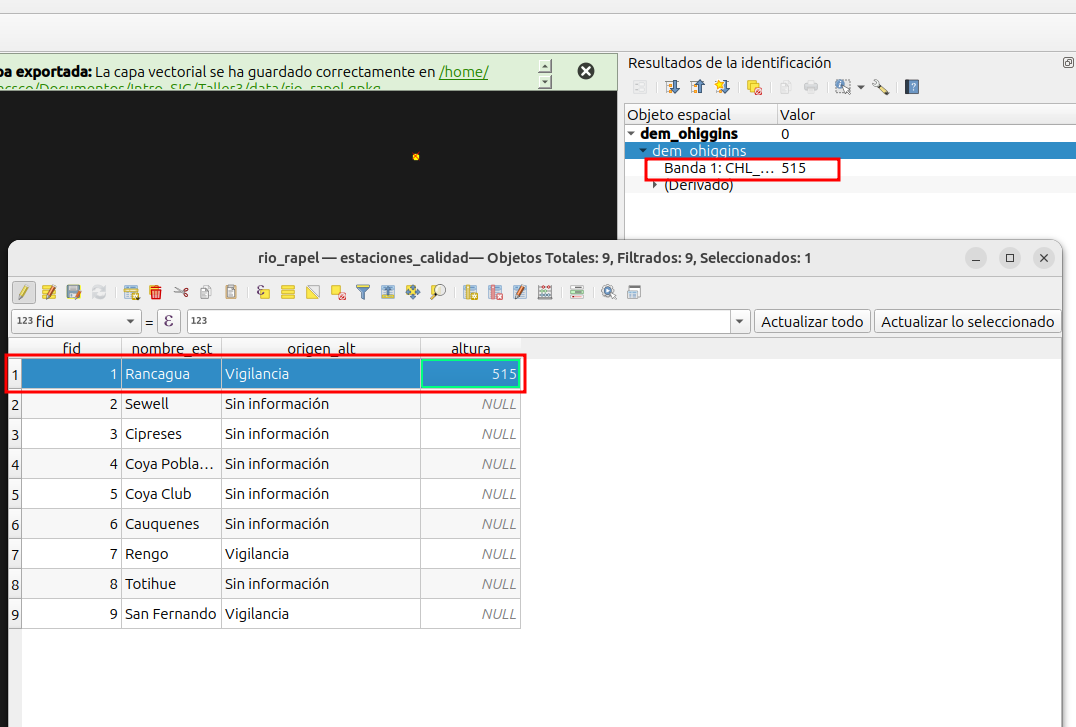 pa exportada: La capa vectorial se ha guardado correctamente en /home/
Documentos/Intro_SIG/Taller3/data/rio_rapel.gpkg
Resultados de la identificación
Objeto espacial Valor
dem_ohiggins 0
dem_ohiggins
Banda 1: CHL_... 515
(Derivado)
rio_rapel — estaciones_calidad— Objetos Totales: 9, Filtrados: 9, Seleccionados: 1
123 fid = ε 123 Actualizar todo Actualizar lo seleccionado
fid nombre_est origen_alt altura
1 1 Rancagua Vigilancia 515
2 2 Sewell Sin información NULL
3 3 Cipreses Sin información NULL
4 4 Coya Pobla... Sin información NULL
5 5 Coya Club Sin información NULL
6 6 Cauquenes Sin información NULL
7 7 Rengo Vigilancia NULL
8 8 Totihue Sin información NULL
9 9 San Fernando Vigilancia NULL